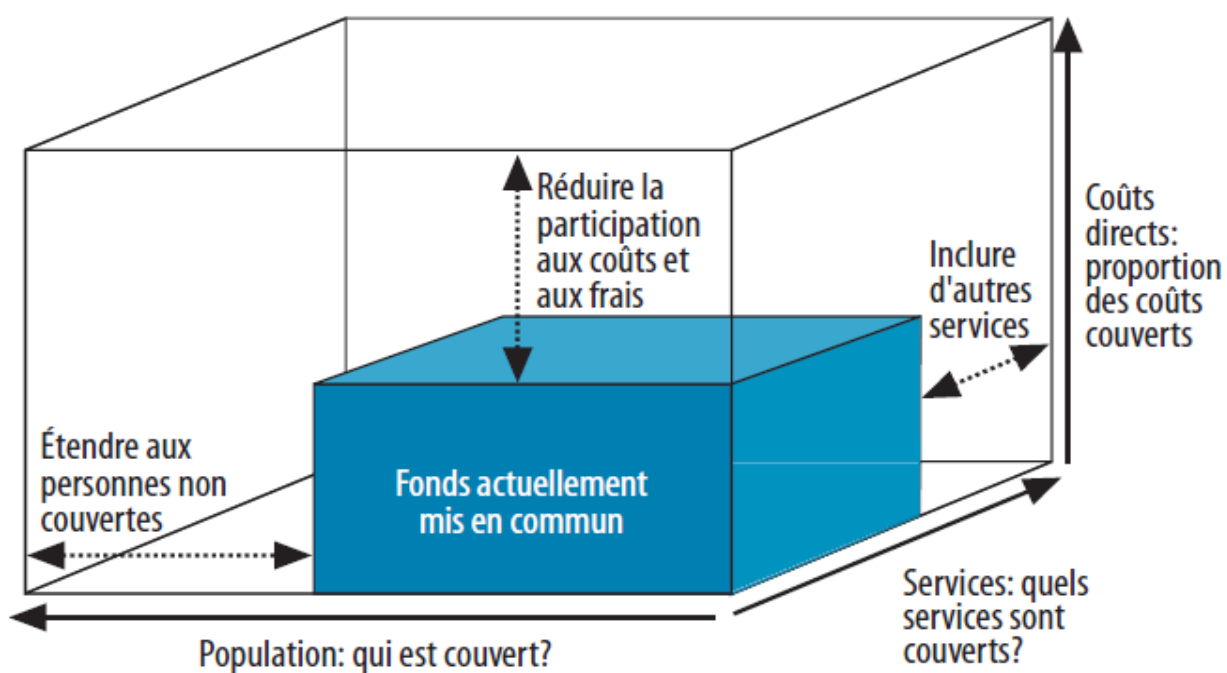 Réduire la
participation
aux coûts et
aux frais
Coûts
directs:
proportion
des coûts
couverts
Inclure
d'autres
services
Étendre aux
personnes non
couvertes
Fonds actuellement
mis en commun
Services: quels
services sont
couverts?
Population: qui est couvert?